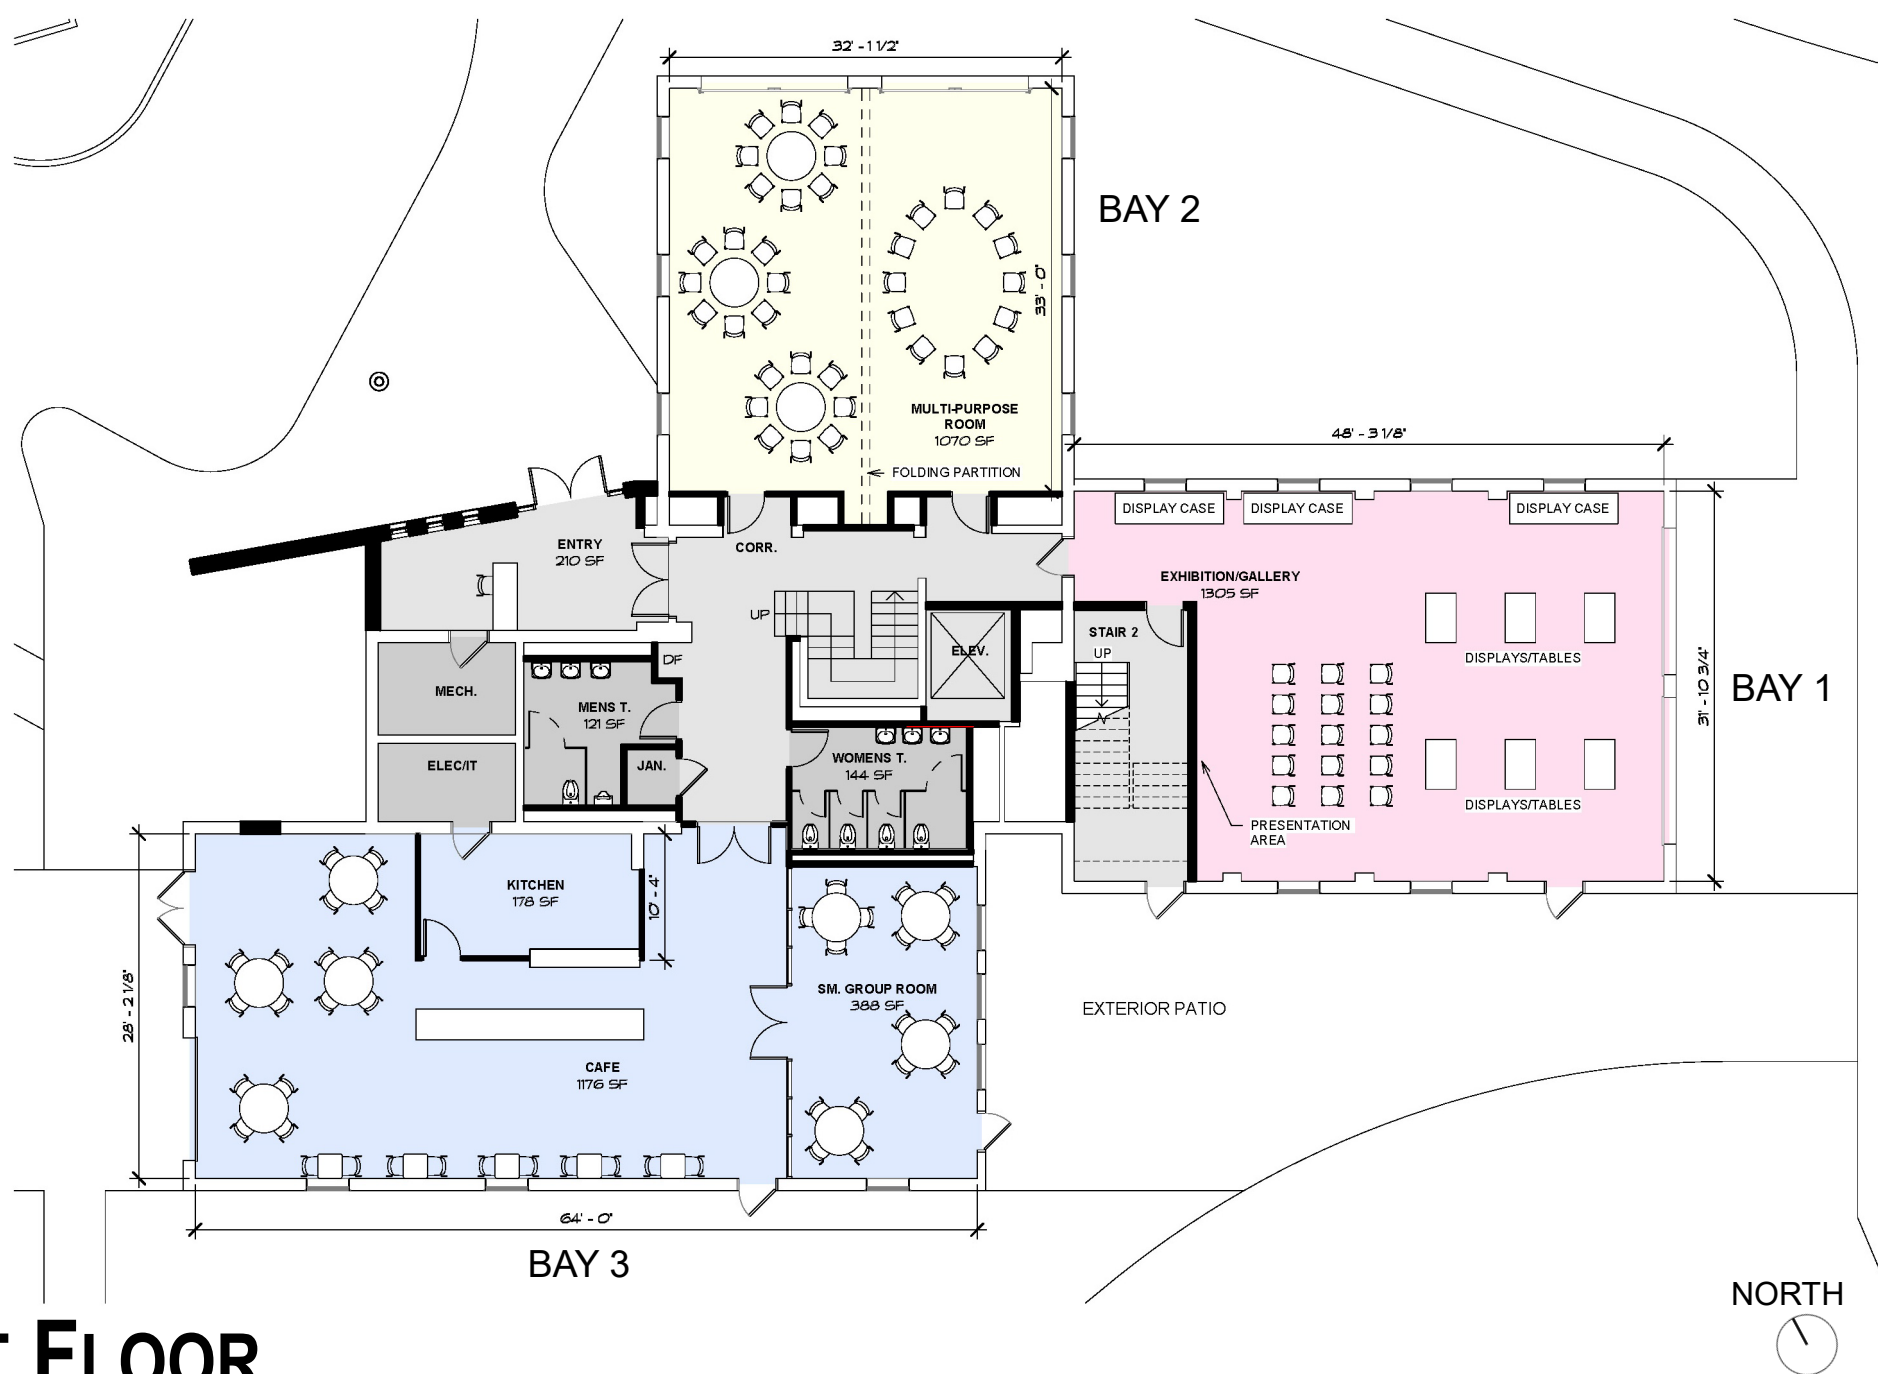 32' - 1 1/2"
BAY 2
33' - 0"
MULTI-PURPOSE
ROOM
1070 SF
FOLDING PARTITION
48' - 3 1/8"
DISPLAY CASE
DISPLAY CASE
DISPLAY CASE
ENTRY
210 SF
CORR.
EXHIBITION/GALLERY
1305 SF
UP
STAIR 2
UP
ELEV.
DF
DISPLAYS/TABLES
MECH.
MENS T.
121 SF
BAY 1
31' - 10 3/4"
ELEC/IT
JAN.
WOMENS T.
144 SF
DISPLAYS/TABLES
PRESENTATION
AREA
KITCHEN
178 SF
10' - 4"
28' - 2 1/8"
SM. GROUP ROOM
388 SF
EXTERIOR PATIO
CAFE
1176 SF
64' - 0"
BAY 3
NORTH
FLOOR